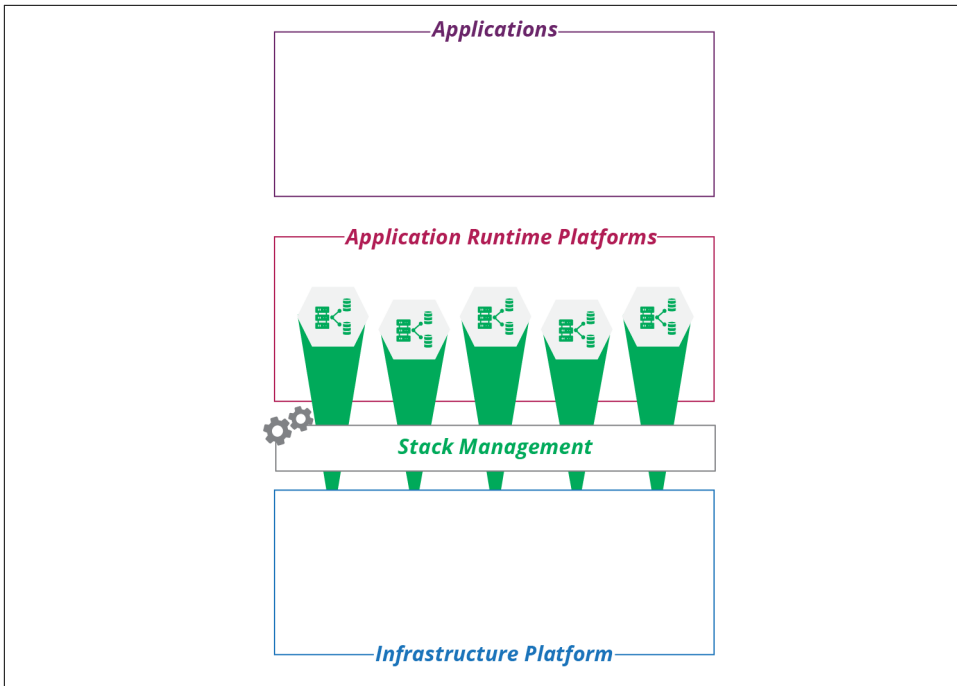 Applications
Application Runtime Platforms
Stack Management
Infrastructure Platform